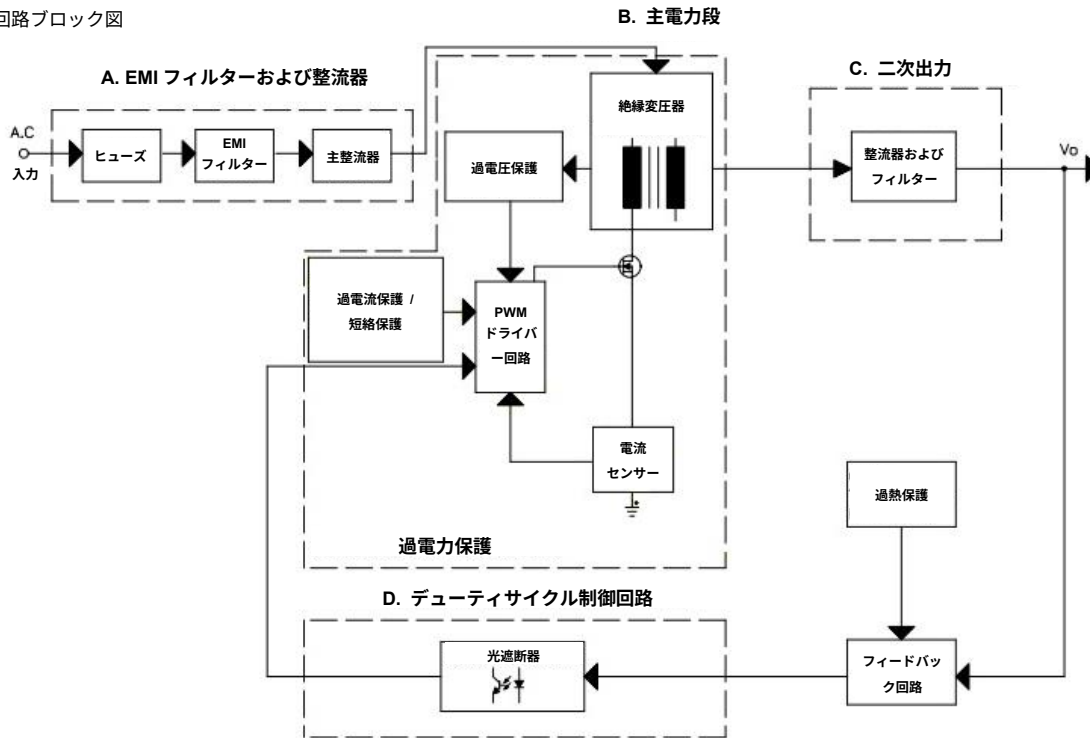 回路ブロック図
B. 主電力段
A. EMI フィルターおよび整流器
C. 二次出力
A.C
入力
ヒューズ
EMI
フィルター
主整流器
過電圧保護
絶縁変圧器
整流器および
フィルター
Vo
過電流保護 /
短絡保護
PWM
ドライバ
ー回路
電流
センサー
過熱保護
過電力保護
D. デューティサイクル制御回路
光遮断器
フィードバッ
ク回路